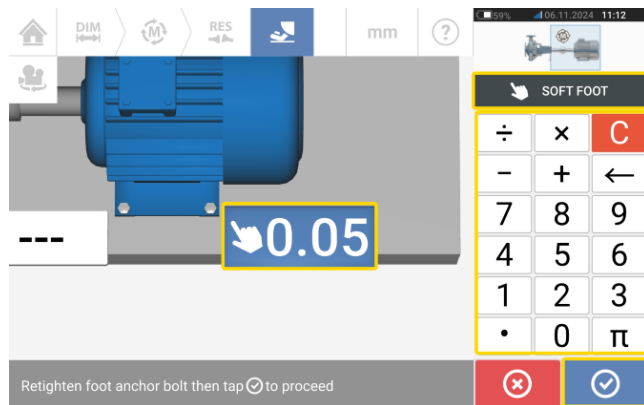 DIM
M
RES
mm
?
59% 06.11.2024 11:12
SOFT FOOT
÷ × C
− + ←
7 8 9
4 5 6
1 2 3
• 0 π
0.05
---
Retighten foot anchor bolt then tap to proceed